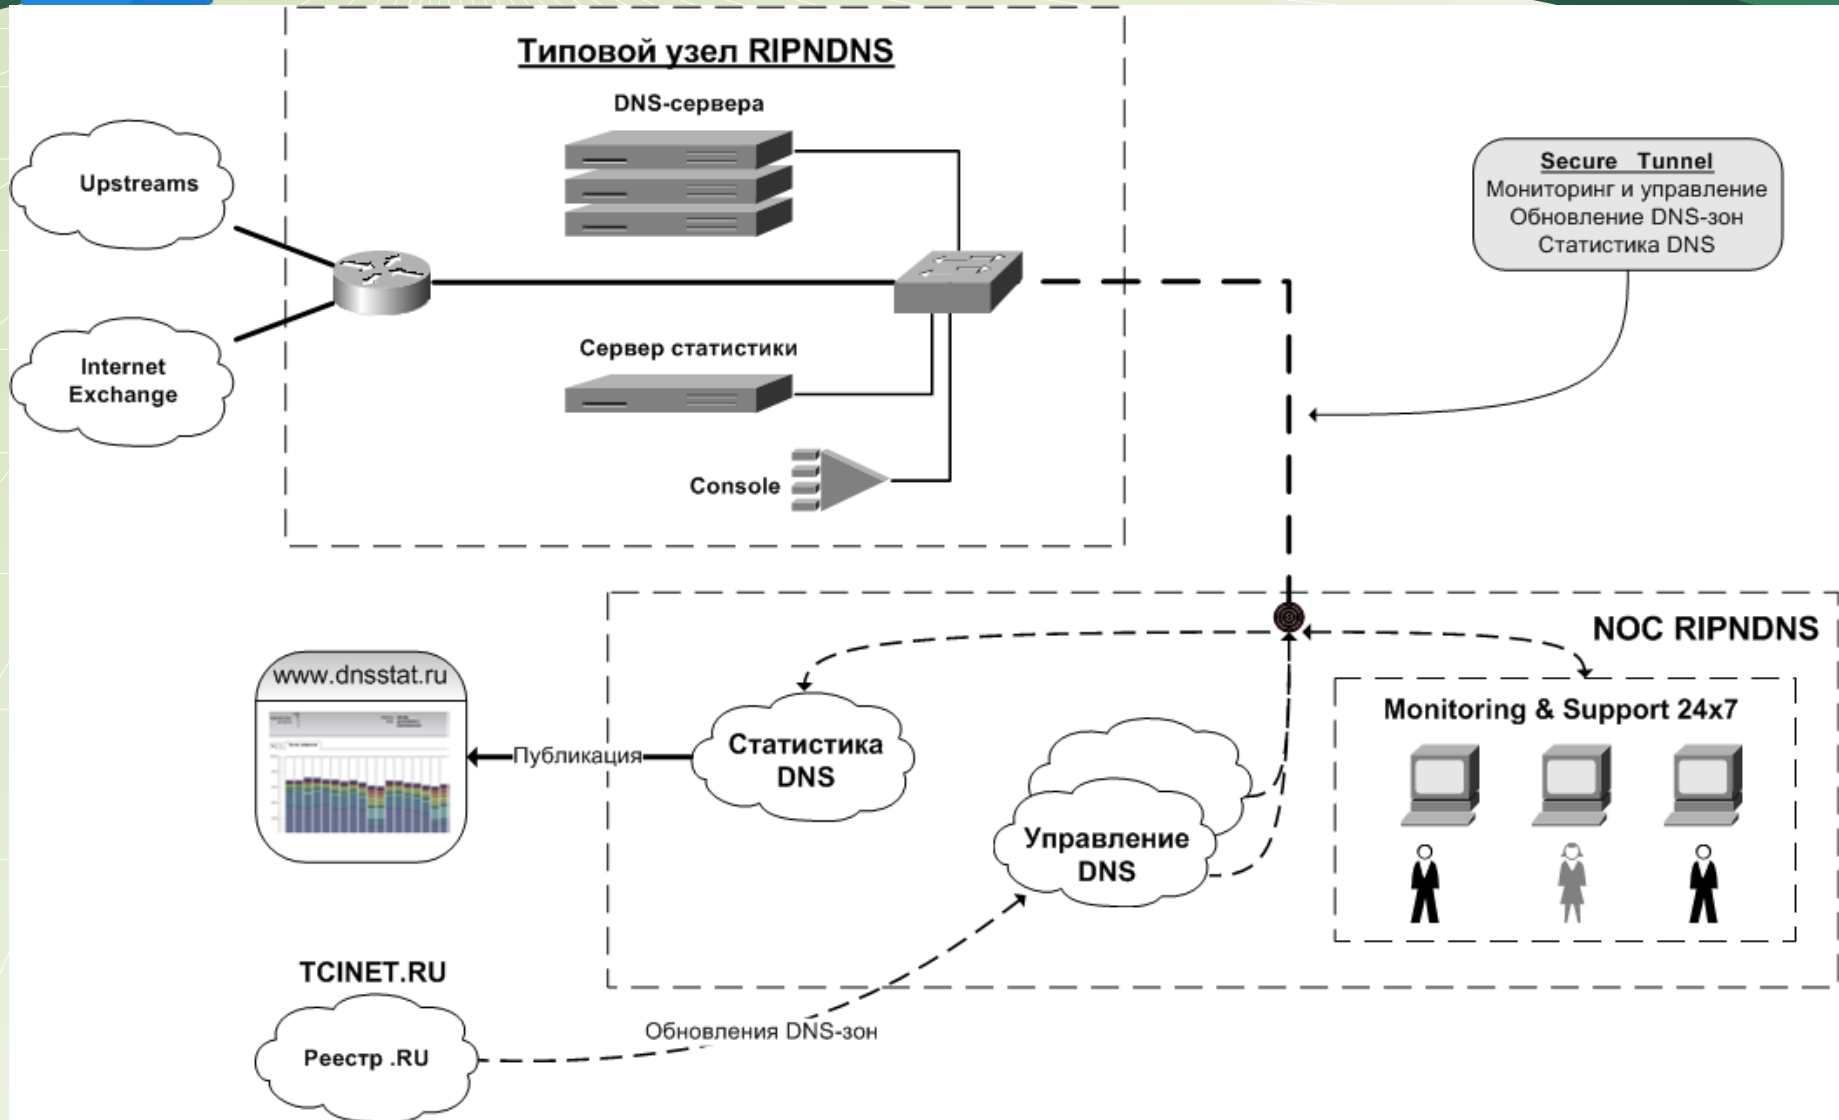 Типовой узел RIPNDNS
DNS-сервера
Upstreams
Internet
Exchange
Сервер статистики
Console
Secure Tunnel
Мониторинг и управление
Обновление DNS-зон
Статистика DNS
NOC RIPNDNS
Monitoring & Support 24x7
www.dnsstat.ru
Публикация
Статистика
DNS
Управление
DNS
TCINET.RU
Реестр .RU
Обновления DNS-зон